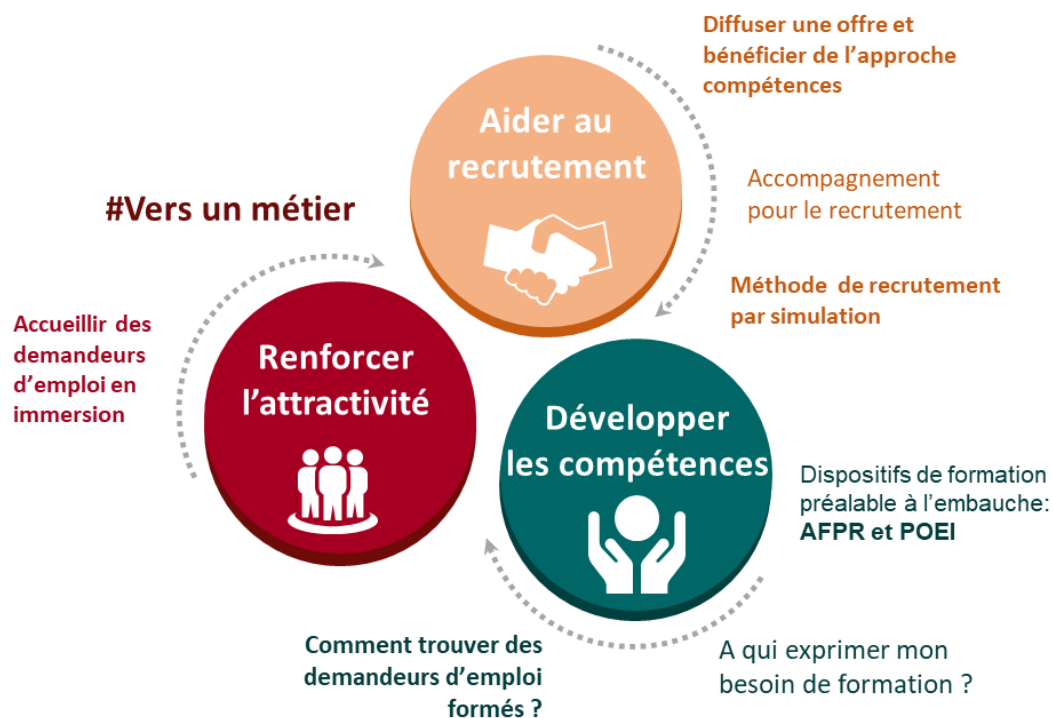 Diffuser une offre et
bénéficier de l’approche
compétences
Aider au
recrutement
Accompagnement
pour le recrutement
#Vers un métier
Méthode de recrutement
par simulation
Accueillir des
demandeurs
d’emploi en
immersion
Renforcer
l’attractivité
Développer
les compétences
Dispositifs de formation
préalable à l’embauche:
AFPR et POEI
Comment trouver des
demandeurs d’emploi
formés ?
A qui exprimer mon
besoin de formation ?